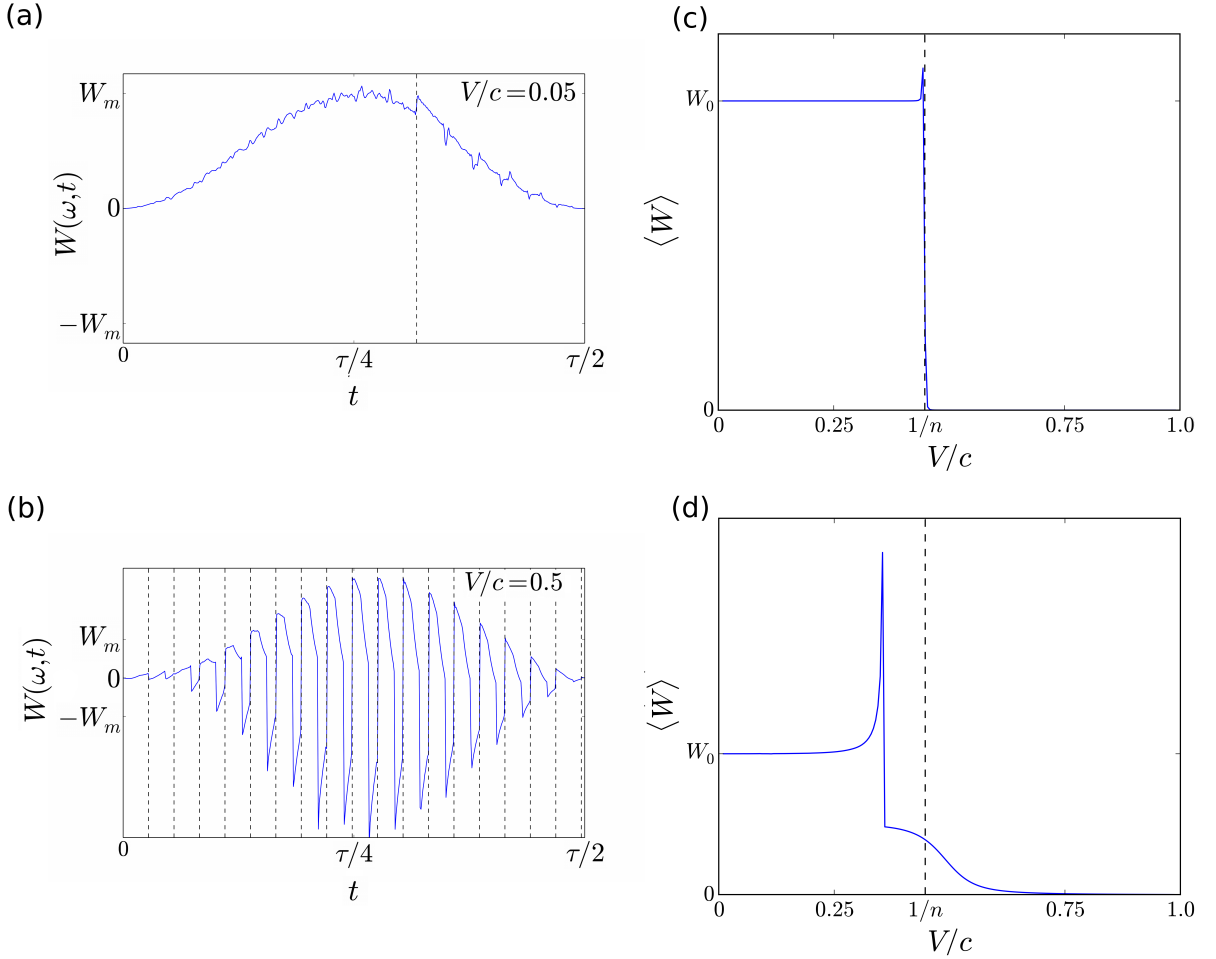 (a)
V/c=0.05
W_m
0
−W_m
W(ω,t)
0
τ/4
τ/2
t
(c)
W_0
0
⟨W⟩
0
0.25
1/n
0.75
1.0
V/c
(b)
V/c=0.5
W_m
0
−W_m
W(ω,t)
0
τ/4
τ/2
t
(d)
W_0
0
⟨W⟩
0
0.25
1/n
0.75
1.0
V/c